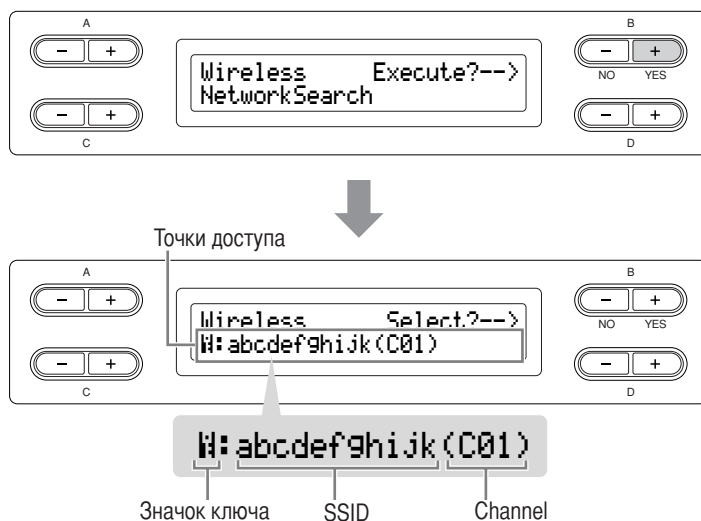 A
B
- +
Wireless Execute?-->
- +
NO YES
NetworkSearch
- +
- +
C
D
Точки доступа
A
B
- +
Wireless Select?-->
- +
NO YES
:abcdefghijk(C01)
- +
- +
C
D
:abcdefghijk(C01)
Значок ключа
SSID
Channel